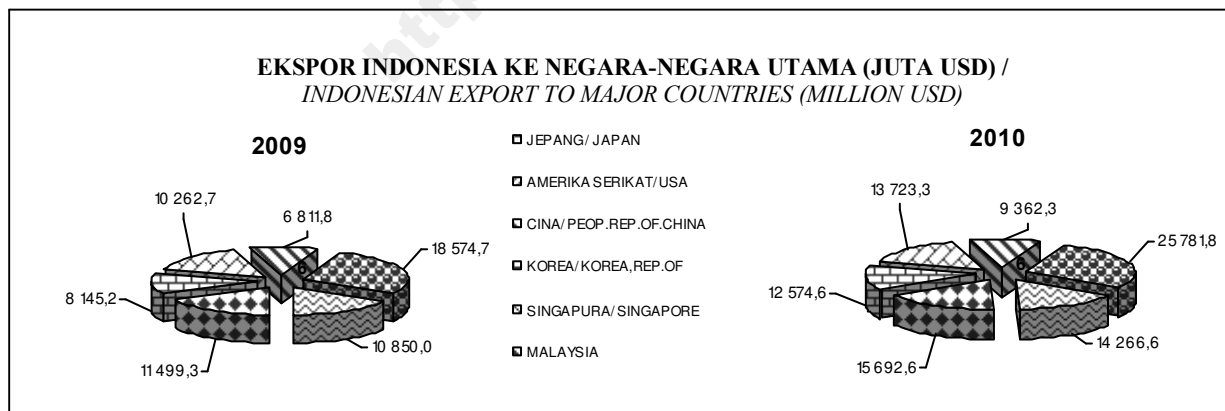 http
EKSPOR INDONESIA KE NEGARA-NEGARA UTAMA (JUTA USD) /
INDONESIAN EXPORT TO MAJOR COUNTRIES (MILLION USD)
2009
10 262,7
6 811,8
18 574,7
8 145,2
11 499,3
10 850,0
6
JEPANG/ JAPAN
AMERIKA SERIKAT/USA
CINA/ PEOP.REP.OF.CHINA
KOREA/ KOREA,REP.OF
SINGAPURA/ SINGAPORE
MALAYSIA
2010
13 723,3
9 362,3
25 781,8
12 574,6
15 692,6
14 266,6
6